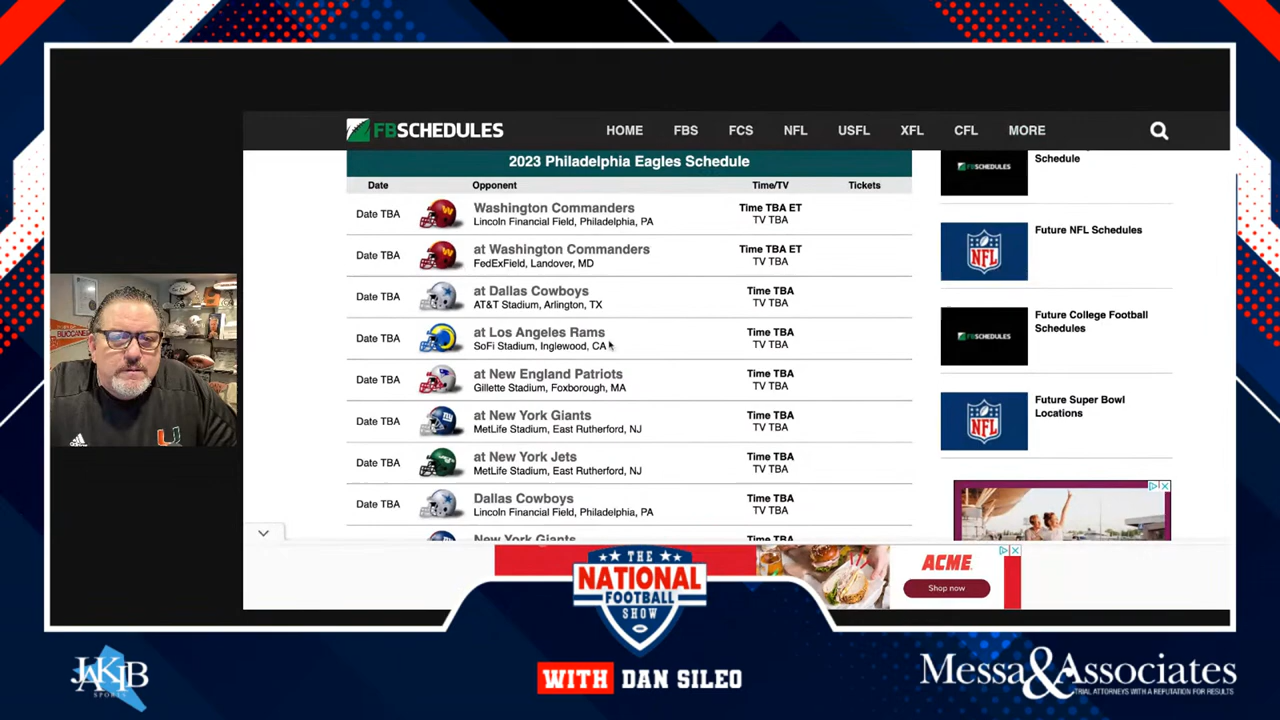 FBSCHEDULES
HOME FBS FCS NFL USFL XFL CFL MORE
2023 Philadelphia Eagles Schedule
Date Opponent Time/TV Tickets
Date TBA
Washington Commanders
Lincoln Financial Field, Philadelphia, PA
Time TBA ET
TV TBA
Date TBA
at Washington Commanders
FedExField, Landover, MD
Time TBA ET
TV TBA
Date TBA
at Dallas Cowboys
AT&T Stadium, Arlington, TX
Time TBA
TV TBA
Date TBA
at Los Angeles Rams
SoFi Stadium, Inglewood, CA
Time TBA
TV TBA
Date TBA
at New England Patriots
Gillette Stadium, Foxborough, MA
Time TBA
TV TBA
Date TBA
at New York Giants
MetLife Stadium, East Rutherford, NJ
Time TBA
TV TBA
Date TBA
at New York Jets
MetLife Stadium, East Rutherford, NJ
Time TBA
TV TBA
Date TBA
Dallas Cowboys
Lincoln Financial Field, Philadelphia, PA
Time TBA
TV TBA
New York Giants
Time TBA
FBSCHEDULES
Schedule
NFL
Future NFL Schedules
FBSCHEDULES
Future College Football
Schedules
NFL
Future Super Bowl
Locations
ACME
Shop now
BUCCANEERS
THE
NATIONAL
FOOTBALL
SHOW
WITH DAN SILEO
JAKIB
SPORTS
Messa&Associates
TRIAL ATTORNEYS WITH A REPUTATION FOR RESULTS